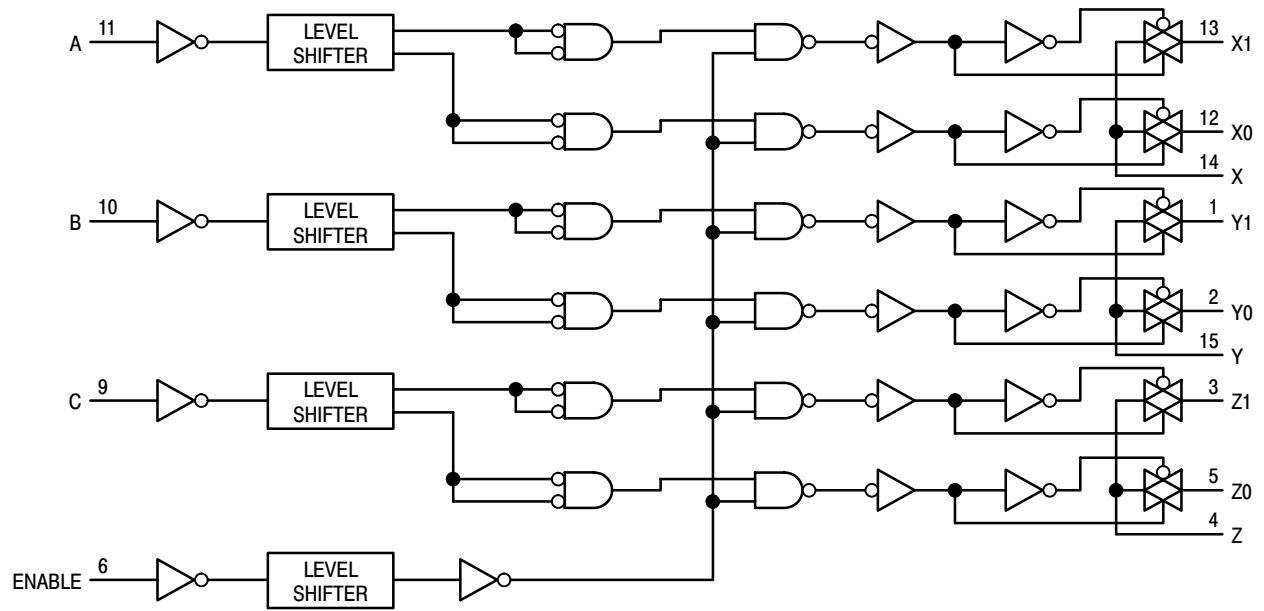 A 11 LEVEL SHIFTER 13 X1
12 X0
14 X
B 10 LEVEL SHIFTER 1 Y1
2 Y0
15 Y
C 9 LEVEL SHIFTER 3 Z1
5 Z0
4 Z
ENABLE 6 LEVEL SHIFTER